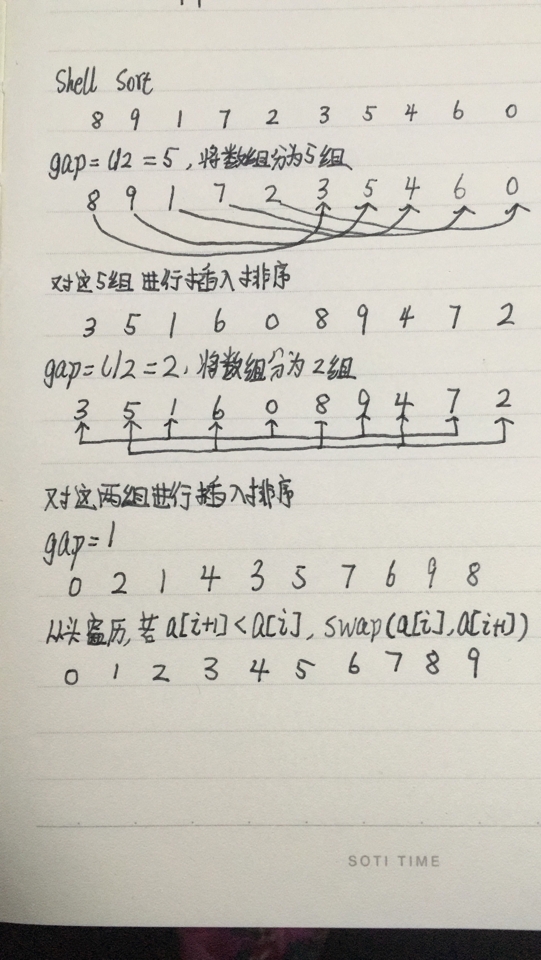 Shell Sort
8 9 1 7 2 3 5 4 6 0
gap=l/2=5,将数组分为5组
8 9 1 7 2 3 5 4 6 0
对这5组进行插入排序
3 5 1 6 0 8 9 4 7 2
gap=l/2=2,将数组分为2组
3 5 1 6 0 8 9 4 7 2
对这两组进行插入排序
gap=1
0 2 1 4 3 5 7 6 9 8
从头遍历,若a[i+1]<a[i],swap(a[i],a[i+1])
0 1 2 3 4 5 6 7 8 9
SOTI TIME